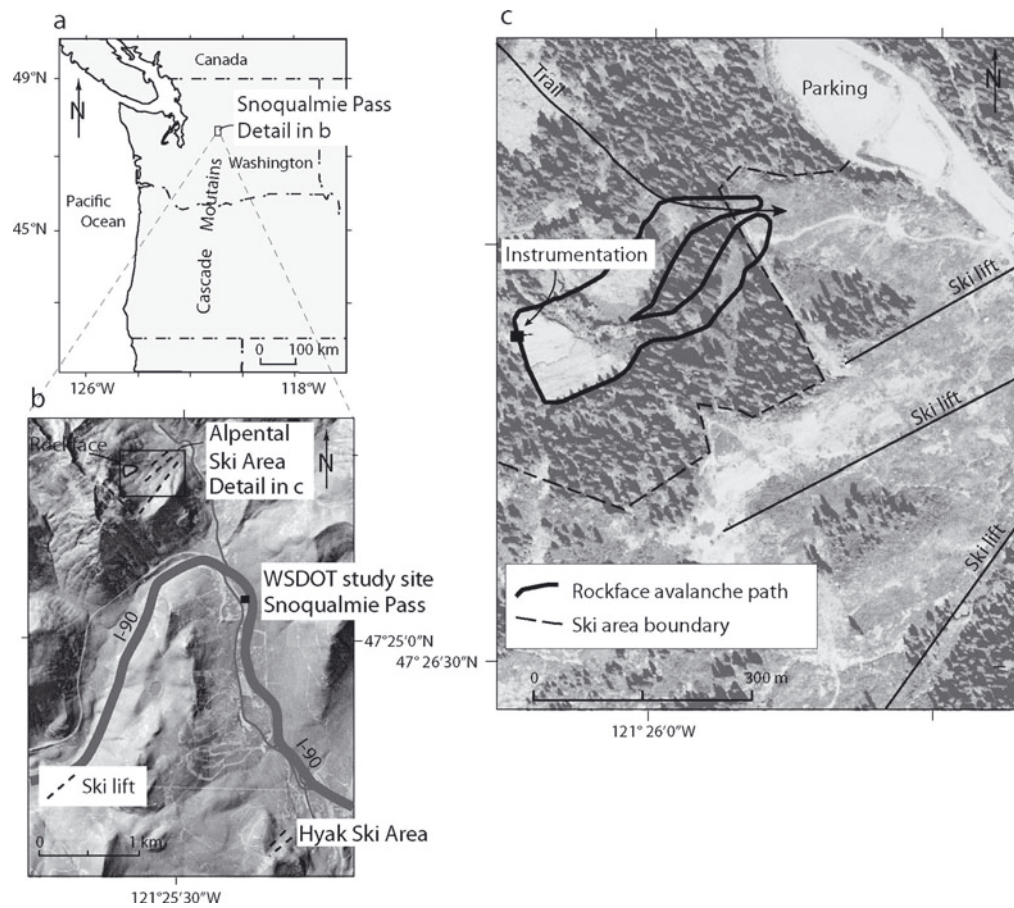 a
Canada
49°N
N
Snoqualmie Pass
Detail in b
Washington
Pacific
Ocean
45°N
Cascade Moutains
0 100 km
126°W
118°W
b
Rockface
Alpental
Ski Area
Detail in c
N
WSDOT study site
Snoqualmie Pass
I-90
47°25'0"N
I-90
Ski lift
Hyak Ski Area
0 1 km
121°25'30"W
c
Trail
Parking
N
Instrumentation
Ski lift
Ski lift
Ski lift
Rockface avalanche path
Ski area boundary
47°26'30"N
0 300 m
121°26'0"W